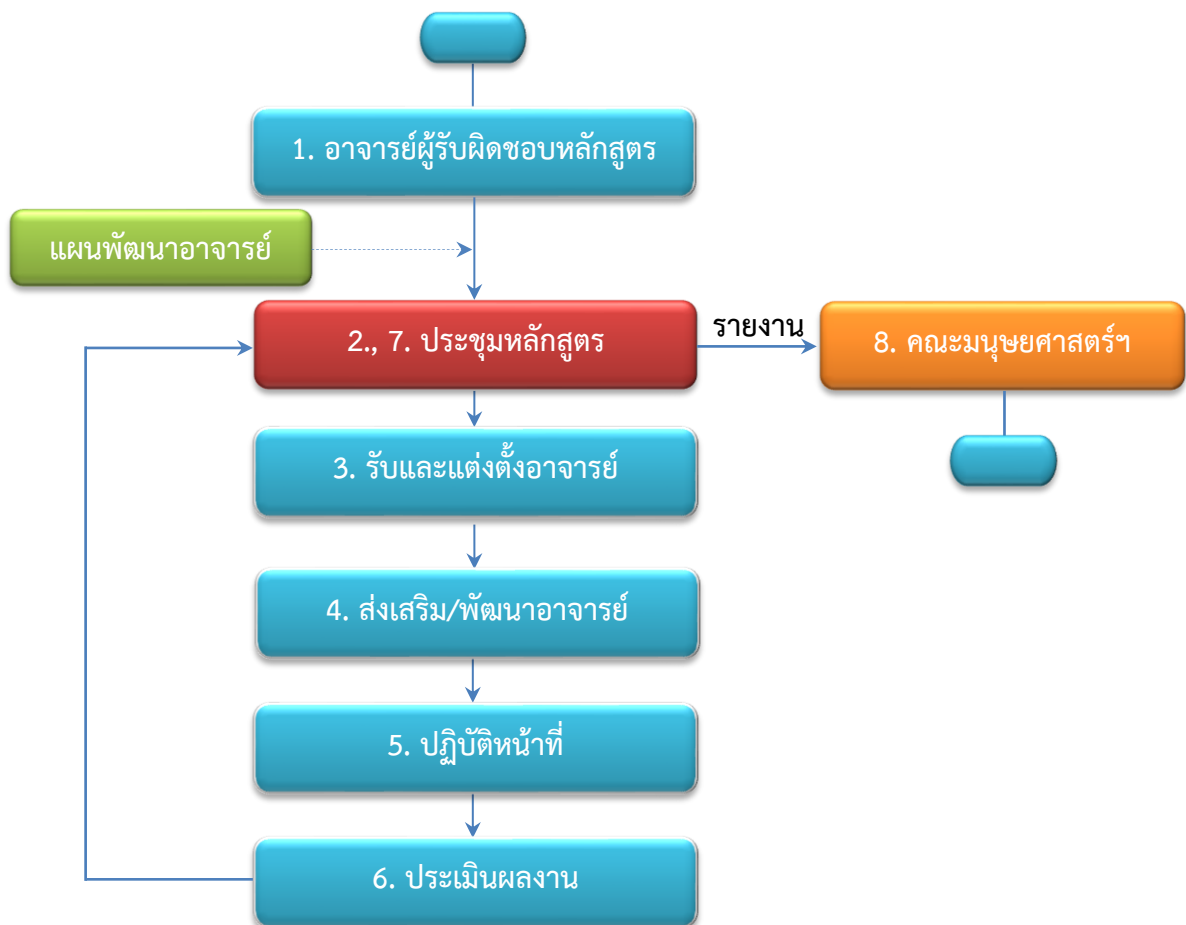 1. อาจารย์ผู้รับผิดชอบหลักสูตร
แผนพัฒนาอาจารย์
2., 7. ประชุมหลักสูตร
รายงาน
8. คณะมนุษยศาสตร์ฯ
3. รับและแต่งตั้งอาจารย์
4. ส่งเสริม/พัฒนาอาจารย์
5. ปฏิบัติหน้าที่
6. ประเมินผลงาน